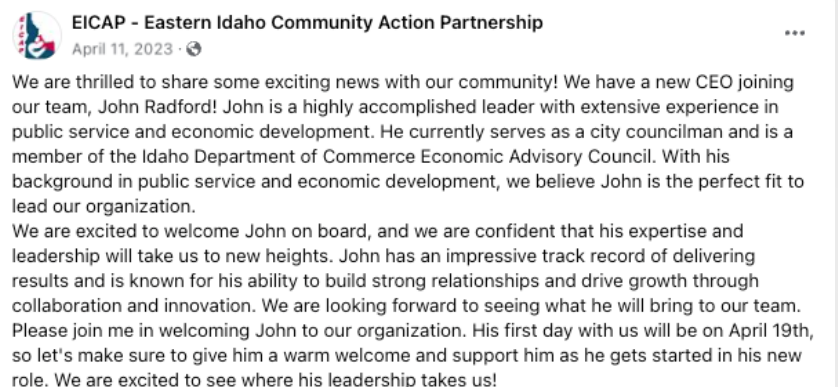 EICAP
EICAP - Eastern Idaho Community Action Partnership
April 11, 2023 ·
We are thrilled to share some exciting news with our community! We have a new CEO joining
our team, John Radford! John is a highly accomplished leader with extensive experience in
public service and economic development. He currently serves as a city councilman and is a
member of the Idaho Department of Commerce Economic Advisory Council. With his
background in public service and economic development, we believe John is the perfect fit to
lead our organization.
We are excited to welcome John on board, and we are confident that his expertise and
leadership will take us to new heights. John has an impressive track record of delivering
results and is known for his ability to build strong relationships and drive growth through
collaboration and innovation. We are looking forward to seeing what he will bring to our team.
Please join me in welcoming John to our organization. His first day with us will be on April 19th,
so let's make sure to give him a warm welcome and support him as he gets started in his new
role. We are excited to see where his leadership takes us!